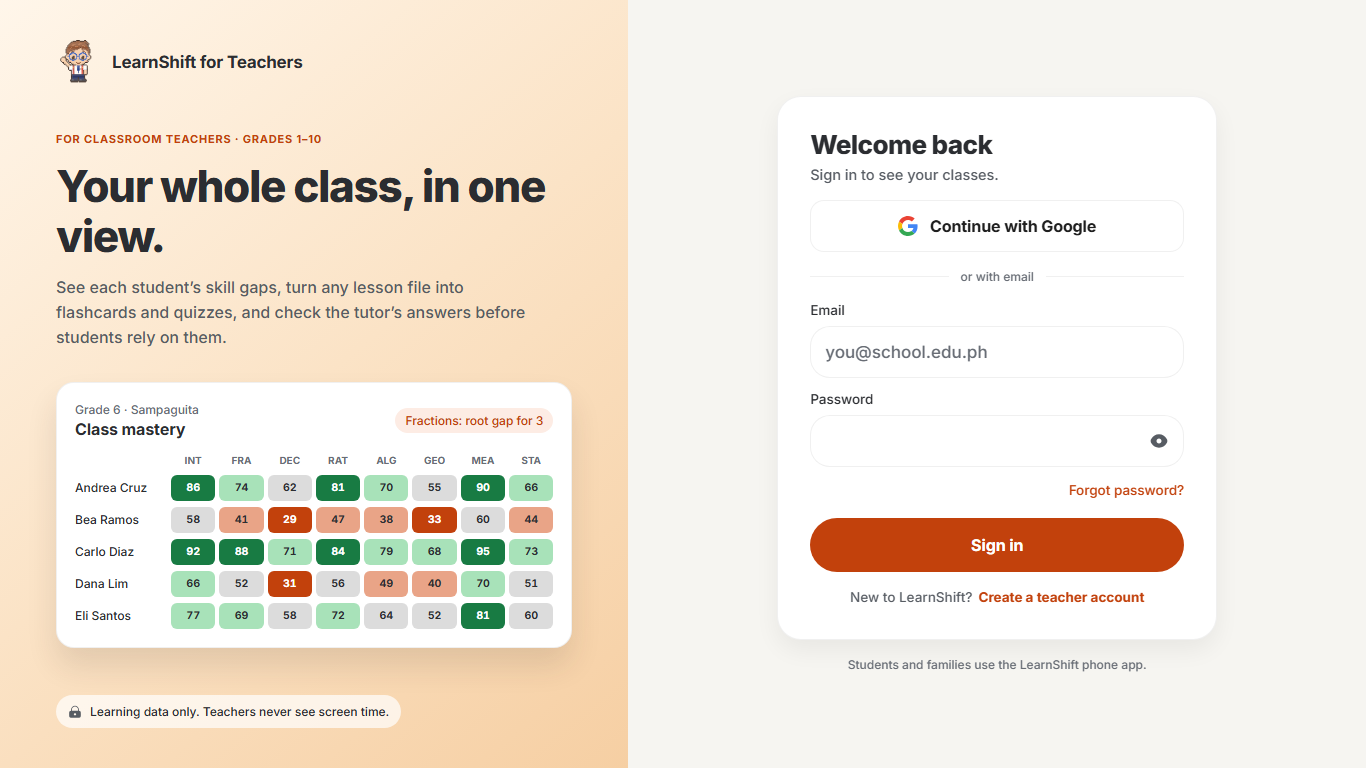 LearnShift for Teachers
FOR CLASSROOM TEACHERS · GRADES 1–10
Your whole class, in one
view.
See each student’s skill gaps, turn any lesson file into
flashcards and quizzes, and check the tutor’s answers before
students rely on them.
Grade 6 · Sampaguita
Class mastery
Fractions: root gap for 3
INT FRA DEC RAT ALG GEO MEA STA
Andrea Cruz 86 74 62 81 70 55 90 66
Bea Ramos 58 41 29 47 38 33 60 44
Carlo Diaz 92 88 71 84 79 68 95 73
Dana Lim 66 52 31 56 49 40 70 51
Eli Santos 77 69 58 72 64 52 81 60
Learning data only. Teachers never see screen time.
Welcome back
Sign in to see your classes.
Continue with Google
or with email
Email
you@school.edu.ph
Password
Forgot password?
Sign in
New to LearnShift? Create a teacher account
Students and families use the LearnShift phone app.